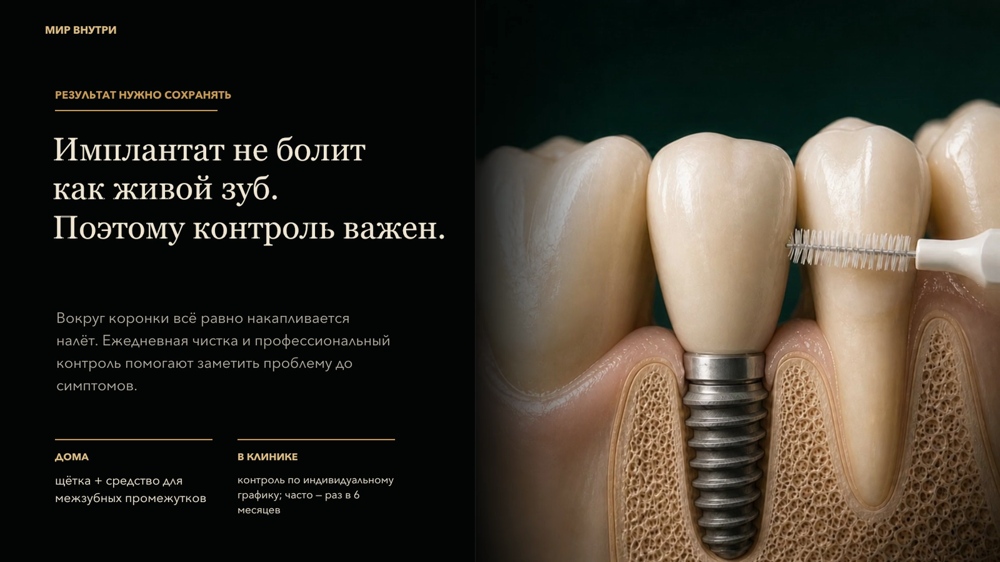 МИР ВНУТРИ
РЕЗУЛЬТАТ НУЖНО СОХРАНЯТЬ
Имплантат не болит
как живой зуб.
Поэтому контроль важен.
Вокруг коронки всё равно накапливается
налёт. Ежедневная чистка и профессиональный
контроль помогают заметить проблему до
симптомов.
ДОМА
щётка + средство для
межзубных промежутков
В КЛИНИКЕ
контроль по индивидуальному
графику; часто – раз в 6
месяцев